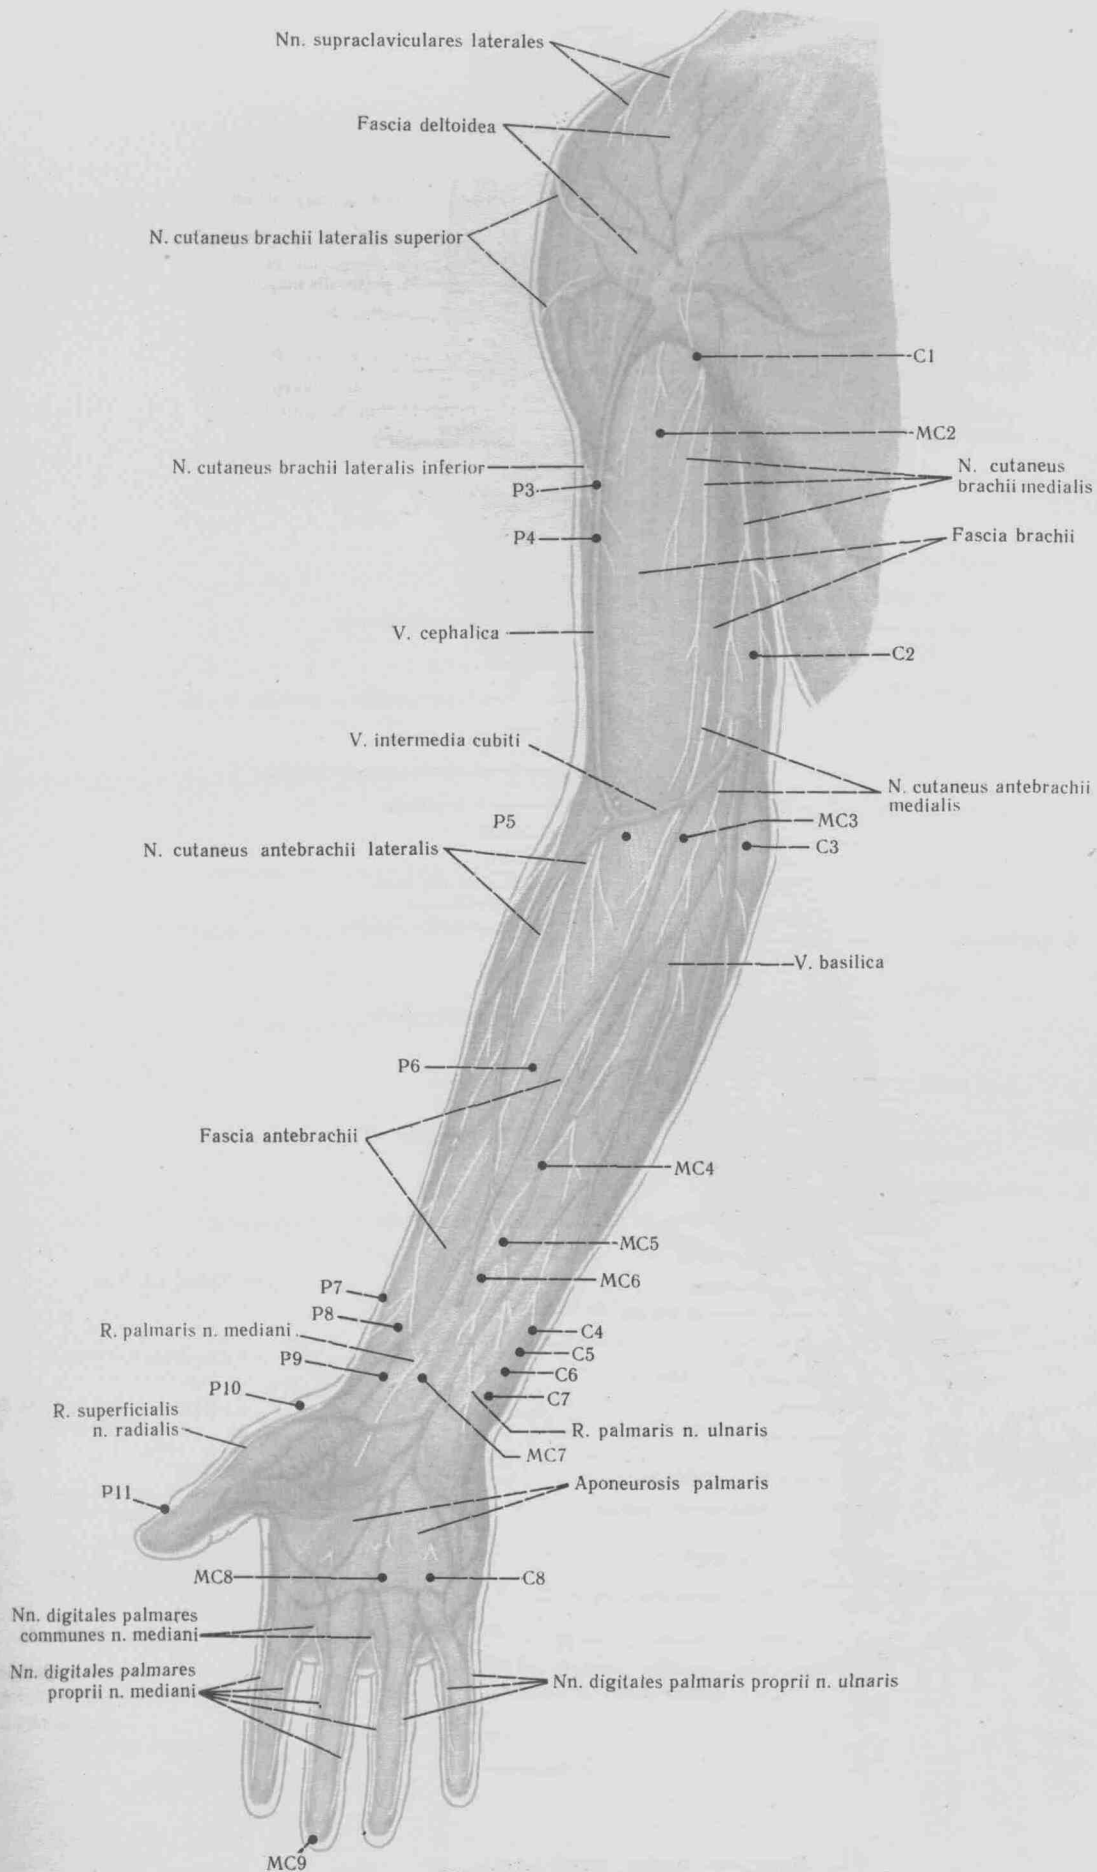 Nn. supraclaviculares laterales
Fascia deltoidea
N. cutaneus brachii lateralis superior
C1
MC2
N. cutaneus brachii lateralis inferior
N. cutaneus
brachii medialis
P3
P4
Fascia brachii
V. cephalica
C2
V. intermedia cubiti
N. cutaneus antebrachii
medialis
P5
MC3
N. cutaneus antebrachii lateralis
C3
V. basilica
P6
Fascia antebrachii
MC4
MC5
MC6
P7
P8
R. palmaris n. mediani
C4
C5
P9
C6
P10
C7
R. superficialis
n. radialis
R. palmaris n. ulnaris
MC7
Aponeurosis palmaris
P11
MC8
C8
Nn. digitales palmares
communes n. mediani
Nn. digitales palmares
proprii n. mediani
Nn. digitales palmaris proprii n. ulnaris
MC9